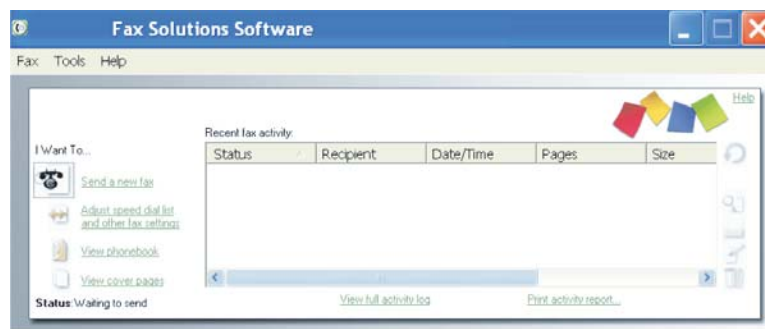 Fax Solutions Software
Fax Tools Help
Help
Recent fax activity:
I Want To...
Status Recipient Date/Time Pages Size
Send a new fax
Adjust speed dial list
and other fax settings
View phonebook
View cover pages
Status: Waiting to send
View full activity log
Print activity report...